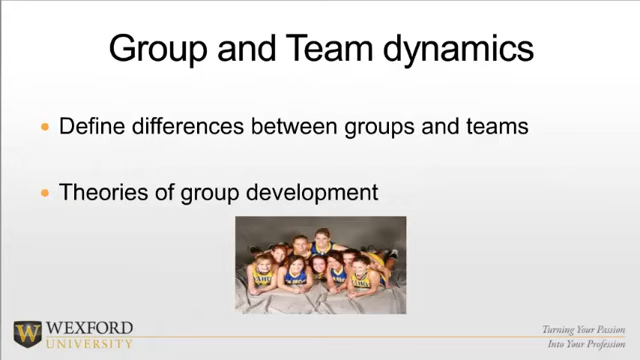 Group and Team dynamics
Define differences between groups and teams
Theories of group development
WEXFORD
UNIVERSITY
Turning Your Passion
Into Your Profession